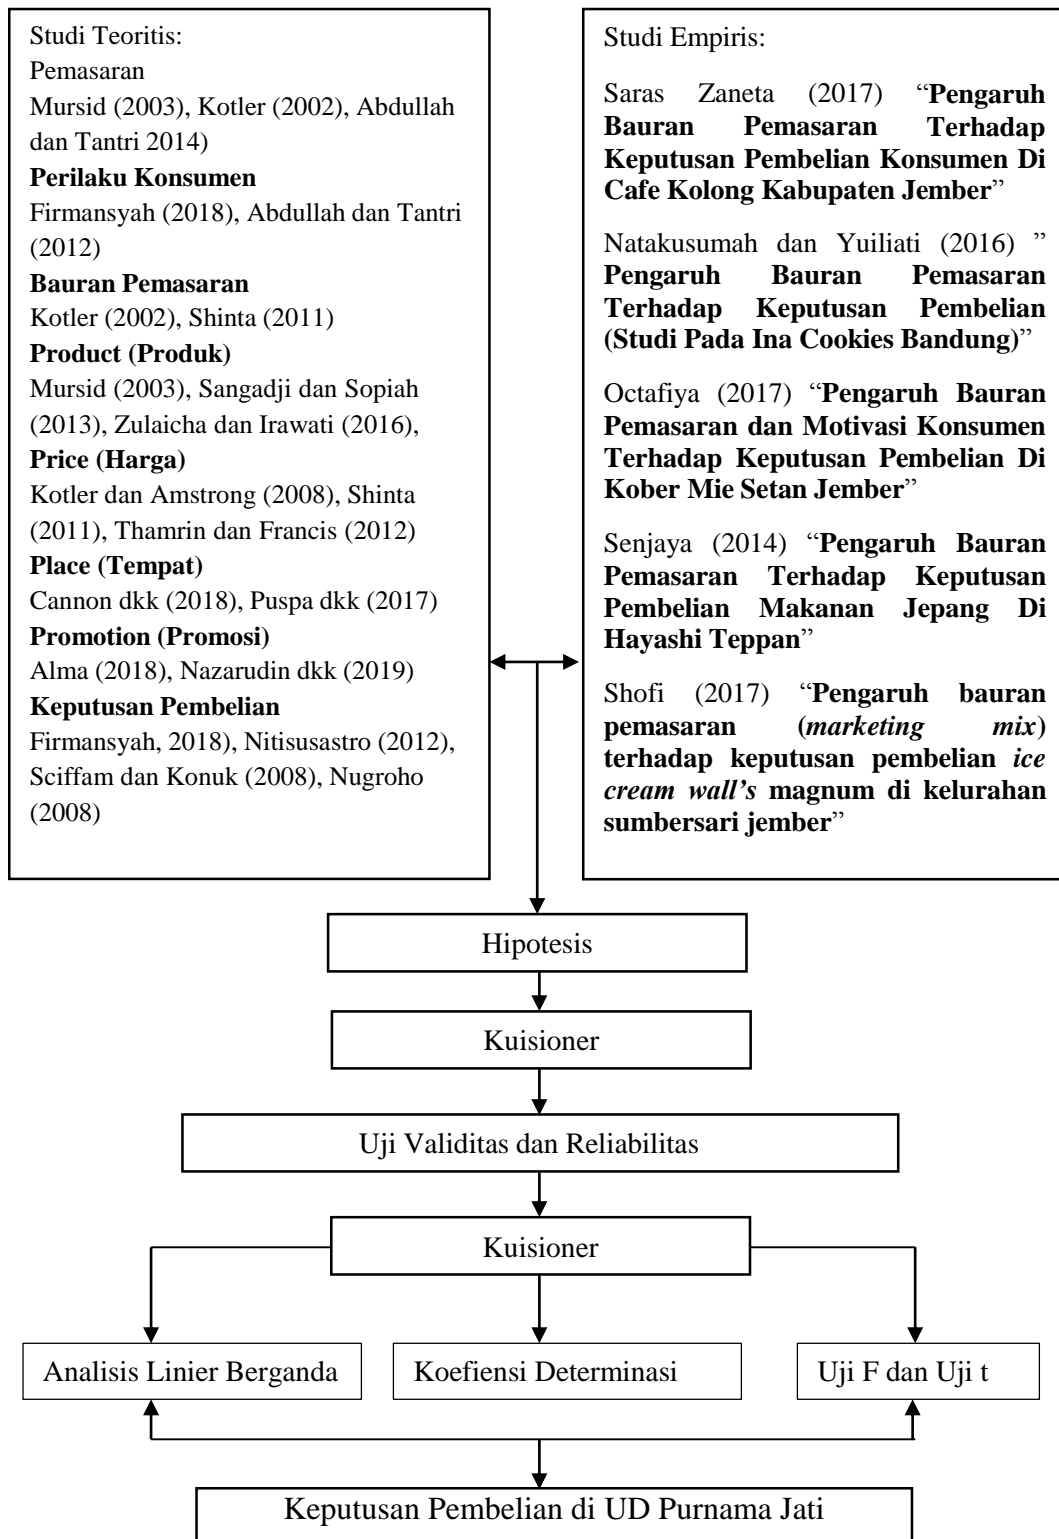 Studi Teoritis:
Pemasaran
Mursid (2003), Kotler (2002), Abdullah
dan Tantri 2014)
Perilaku Konsumen
Firmansyah (2018), Abdullah dan Tantri
(2012)
Bauran Pemasaran
Kotler (2002), Shinta (2011)
Product (Produk)
Mursid (2003), Sangadji dan Sopiah
(2013), Zulaicha dan Irawati (2016),
Price (Harga)
Kotler dan Amstrong (2008), Shinta
(2011), Thamrin dan Francis (2012)
Place (Tempat)
Cannon dkk (2018), Puspa dkk (2017)
Promotion (Promosi)
Alma (2018), Nazarudin dkk (2019)
Keputusan Pembelian
Firmansyah, 2018), Nitisusastro (2012),
Sciffam dan Konuk (2008), Nugroho
(2008)
Studi Empiris:
Saras Zaneta (2017) “Pengaruh
Bauran Pemasaran Terhadap
Keputusan Pembelian Konsumen Di
Cafe Kolong Kabupaten Jember”
Natakusumah dan Yuiliati (2016) ”
Pengaruh Bauran Pemasaran
Terhadap Keputusan Pembelian
(Studi Pada Ina Cookies Bandung)”
Octafiya (2017) “Pengaruh Bauran
Pemasaran dan Motivasi Konsumen
Terhadap Keputusan Pembelian Di
Kober Mie Setan Jember”
Senjaya (2014) “Pengaruh Bauran
Pemasaran Terhadap Keputusan
Pembelian Makanan Jepang Di
Hayashi Teppan”
Shofi (2017) “Pengaruh bauran
pemasaran (marketing mix)
terhadap keputusan pembelian ice
cream wall’s magnum di kelurahan
sumbersari jember”
Hipotesis
Kuisioner
Uji Validitas dan Reliabilitas
Kuisioner
Analisis Linier Berganda
Koefiensi Determinasi
Uji F dan Uji t
Keputusan Pembelian di UD Purnama Jati